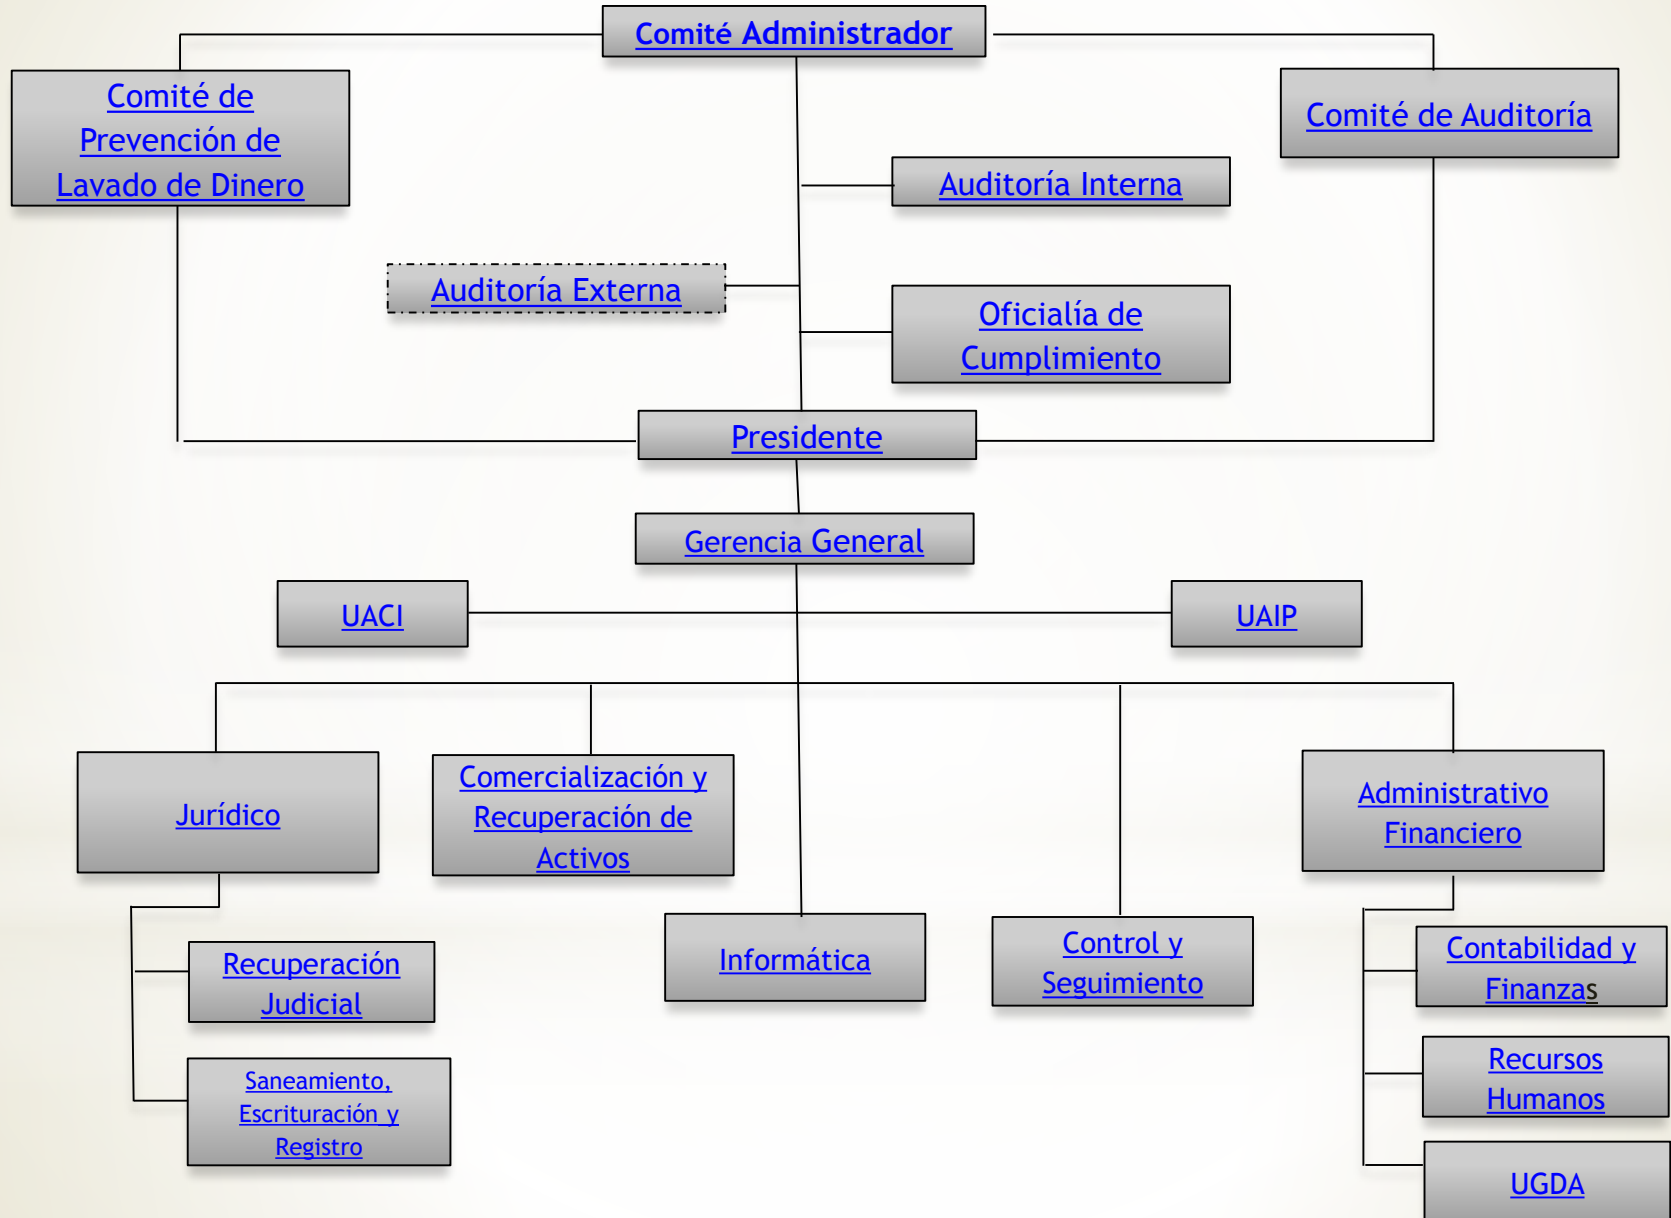 Comité Administrador
Comité de
Prevención de
Lavado de Dinero
Comité de Auditoría
Auditoría Interna
Auditoría Externa
Oficialía de
Cumplimiento
Presidente
Gerencia General
UACI
UAIP
Jurídico
Comercialización y
Recuperación de
Activos
Administrativo
Financiero
Recuperación
Judicial
Informática
Control y
Seguimiento
Contabilidad y
Finanzas
Saneamiento,
Escrituración y
Registro
Recursos
Humanos
UGDA